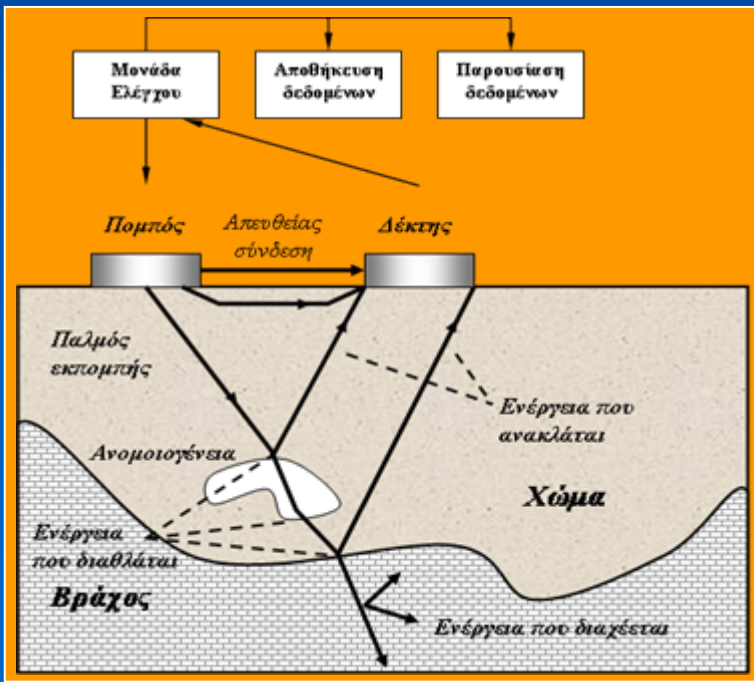 Μονάδα
Ελέγχου
Αποθήκευση
δεδομένων
Παρουσίαση
δεδομένων
Πομπός
Απευθείας
σύνδεση
Δέκτης
Παλμός
εκπομπής
Ενέργεια που
ανακλάται
Ανομοιογένεια
Χώμα
Ενέργεια
που διαθλάται
Βράχος
Ενέργεια που διαχέεται